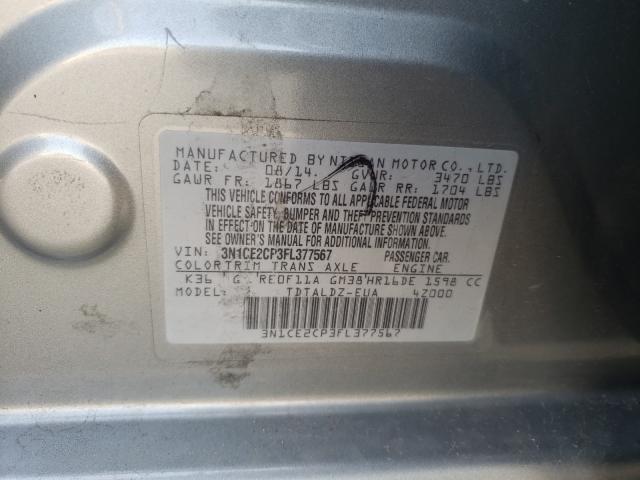 MANUFACTURED BY NISSAN MOTOR CO., LTD.
DATE: 08/14. GVWR: 3470 LBS
GAWR FR: 1867 LBS GAWR RR: 1704 LBS
THIS VEHICLE CONFORMS TO ALL APPLICABLE FEDERAL MOTOR
VEHICLE SAFETY, BUMPER AND THEFT PREVENTION STANDARDS
IN EFFECT ON THE DATE OF MANUFACTURE SHOWN ABOVE.
SEE OWNER'S MANUAL FOR ADDITIONAL INFORMATION.
VIN: 3N1CE2CP3FL377567 PASSENGER CAR.
COLOR TRIM TRANS AXLE ENGINE
K36 G RE0F11A GM38 HR16DE 1598 CC
MODEL: TDTALDZ-EUA 4Z000
3N1CE2CP3FL377567